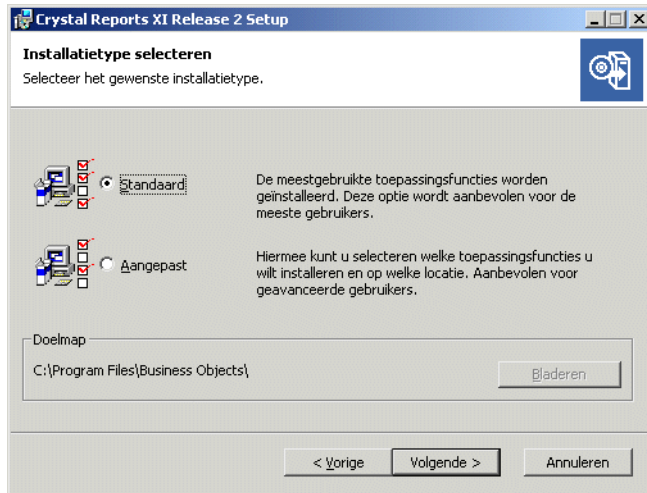 Crystal Reports XI Release 2 Setup
Installatietype selecteren
Selecteer het gewenste installatietype.
Standaard
De meestgebruikte toepassingsfuncties worden
geïnstalleerd. Deze optie wordt aanbevolen voor de
meeste gebruikers.
Aangepast
Hiermee kunt u selecteren welke toepassingsfuncties u
wilt installeren en op welke locatie. Aanbevolen voor
geavanceerde gebruikers.
Doelmap
C:\Program Files\Business Objects\
Bladeren
< Vorige
Volgende >
Annuleren